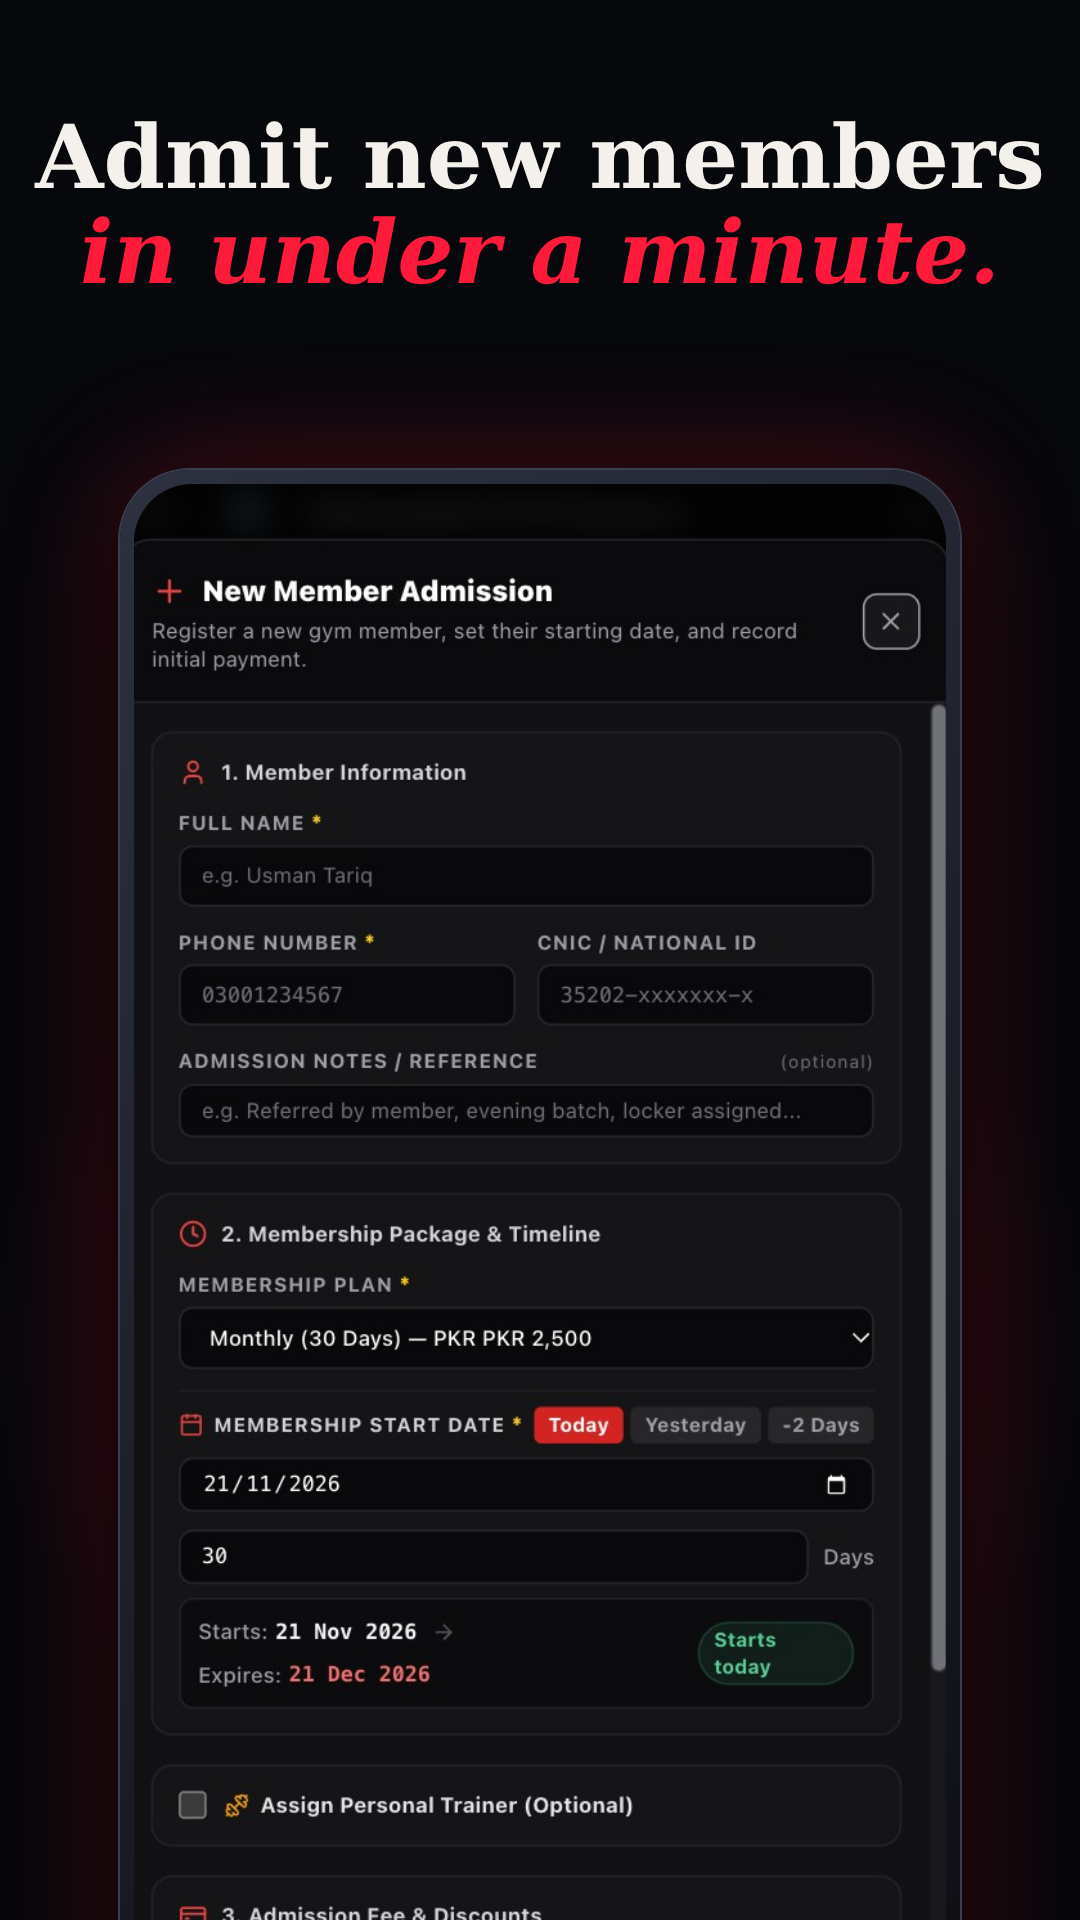 Admit new members
in under a minute.
New Member Admission
Register a new gym member, set their starting date, and record
initial payment.
1. Member Information
FULL NAME *
e.g. Usman Tariq
PHONE NUMBER * CNIC / NATIONAL ID
03001234567 35202-xxxxxxx-x
ADMISSION NOTES / REFERENCE (optional)
e.g. Referred by member, evening batch, locker assigned...
2. Membership Package & Timeline
MEMBERSHIP PLAN *
Monthly (30 Days) — PKR PKR 2,500
MEMBERSHIP START DATE * Today Yesterday -2 Days
21/11/2026
30 Days
Starts: 21 Nov 2026 →
Expires: 21 Dec 2026
Starts
today
Assign Personal Trainer (Optional)
3. Admission Fee & Discounts